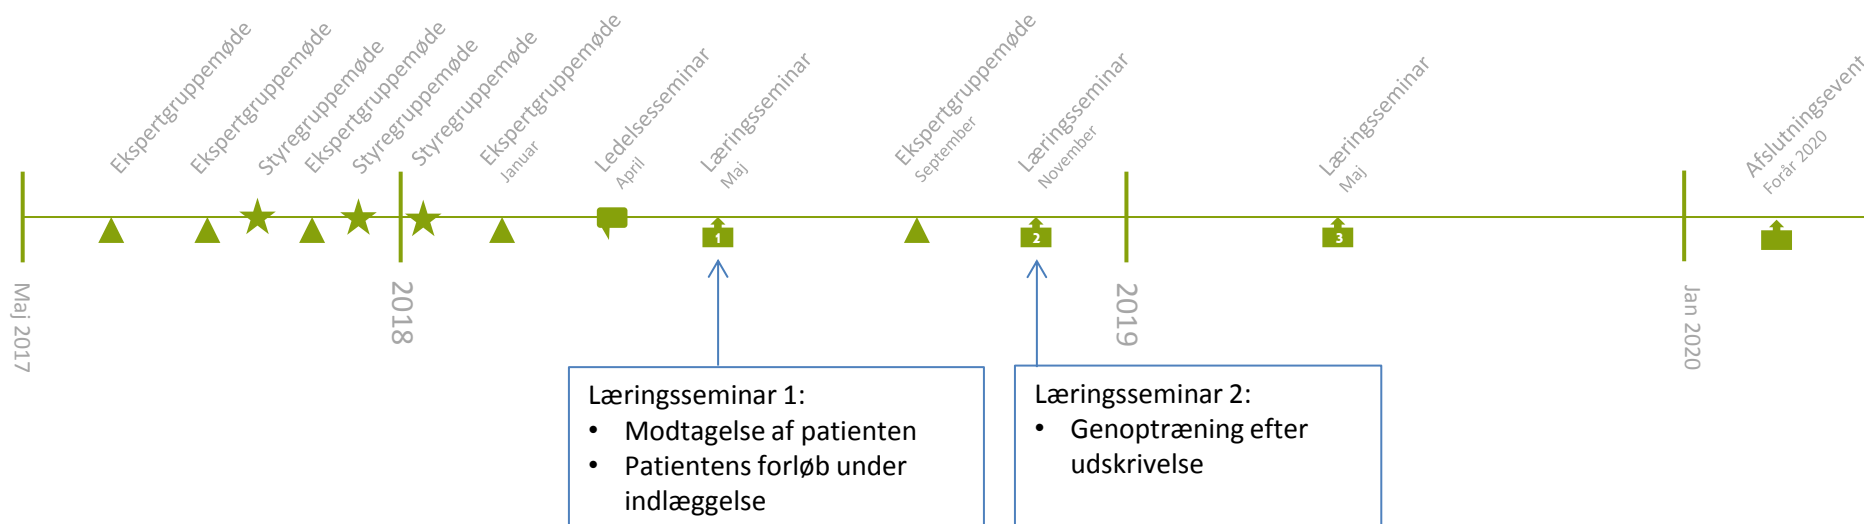 Ekspertgruppemøde
Ekspertgruppemøde
Styregruppemøde
Ekspertgruppemøde
Styregruppemøde
Styregruppemøde
Ekspertgruppemøde
Januar
Ledelsesseminar
April
Læringsseminar
Maj
Ekspertgruppemøde
September
Læringsseminar
November
Læringsseminar
Maj
Afslutningsevent
Forår 2020
1
2
3
Maj 2017
2018
2019
Jan 2020
Læringsseminar 1:
• Modtagelse af patienten
• Patientens forløb under
indlæggelse
Læringsseminar 2:
• Genoptræning efter
udskrivelse